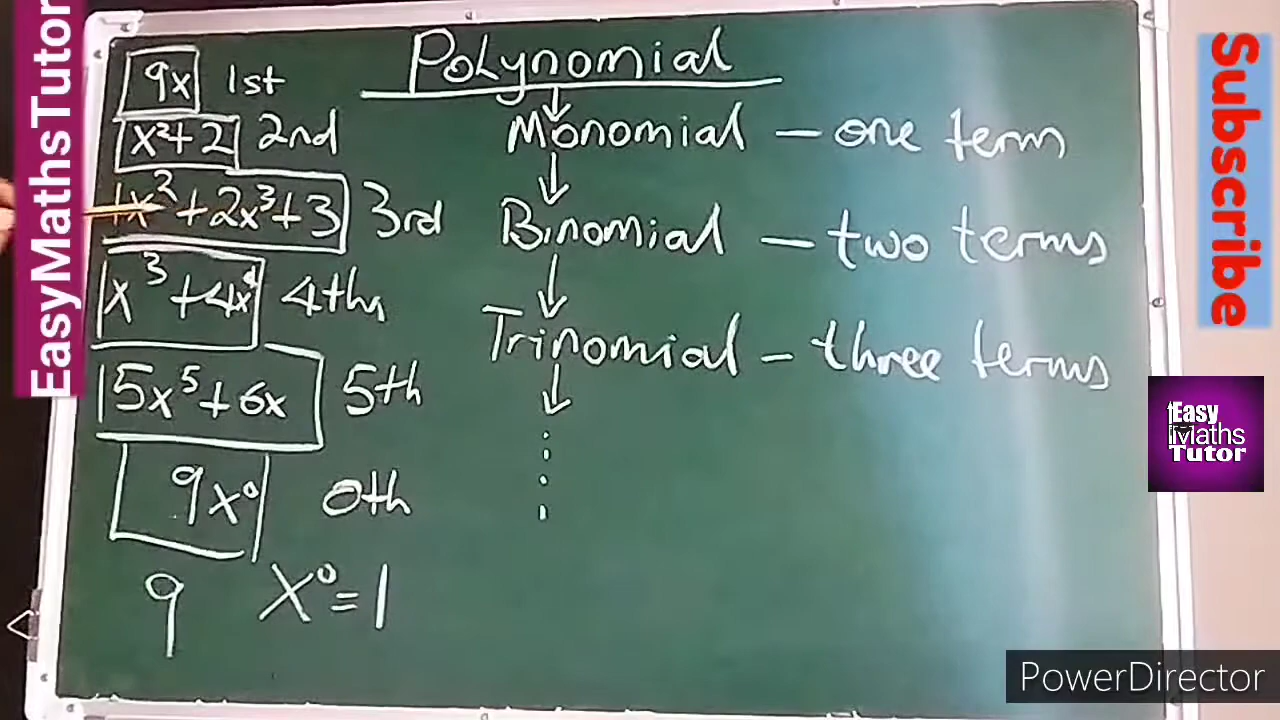 EasyMathsTutor
Polynomial
9x 1st
x²+2 2nd
1x²+2x³+3 3rd
x³+4x⁴ 4th
5x⁵+6x 5th
9x⁰ 0th
9 x⁰=1
Monomial – one term
Binomial – two terms
Trinomial – three terms
Subscribe
Easy
Maths
Tutor
PowerDirector